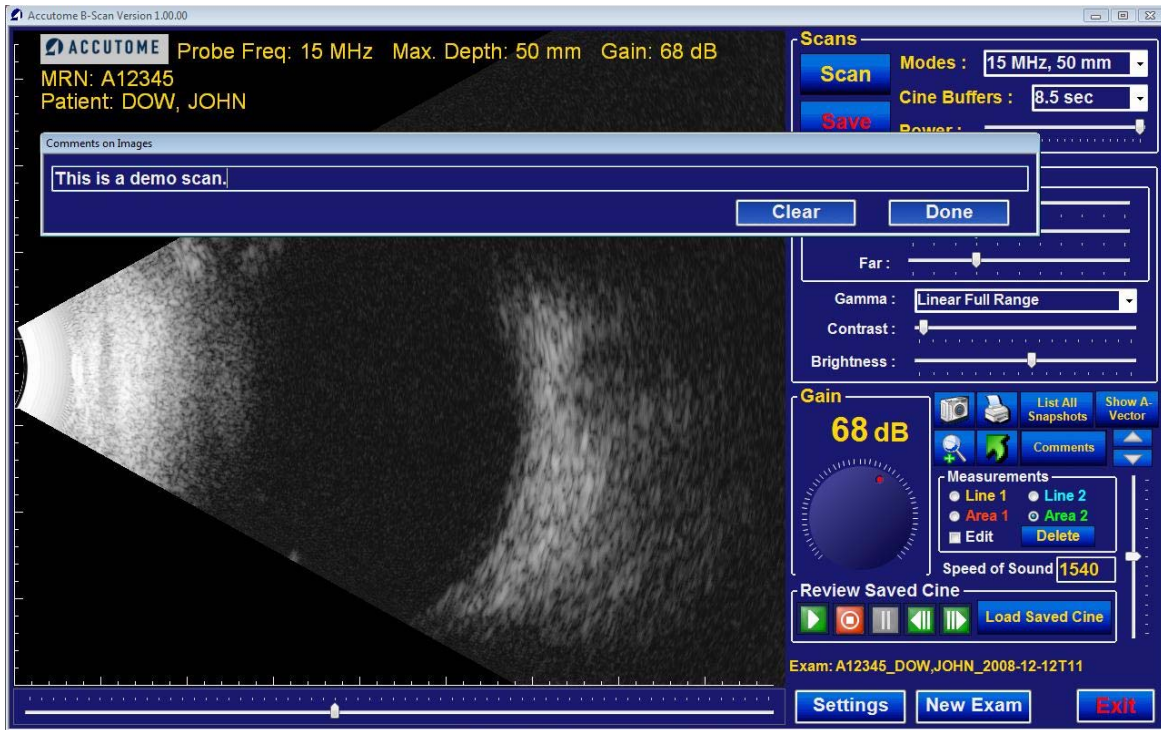 Accutome B-Scan Version 1.00.00
ACCUTOME Probe Freq: 15 MHz Max. Depth: 50 mm Gain: 68 dB
MRN: A12345
Patient: DOW, JOHN
Comments on Images
This is a demo scan.
Clear Done
Scans
Scan Modes : 15 MHz, 50 mm
Cine Buffers : 8.5 sec
Save Power :
Far :
Gamma : Linear Full Range
Contrast :
Brightness :
Gain
68 dB
List All Snapshots
Show A-Vector
Comments
Measurements
Line 1 Line 2
Area 1 Area 2
Edit Delete
Speed of Sound 1540
Review Saved Cine
Load Saved Cine
Exam: A12345_DOW,JOHN_2008-12-12T11
Settings New Exam Exit